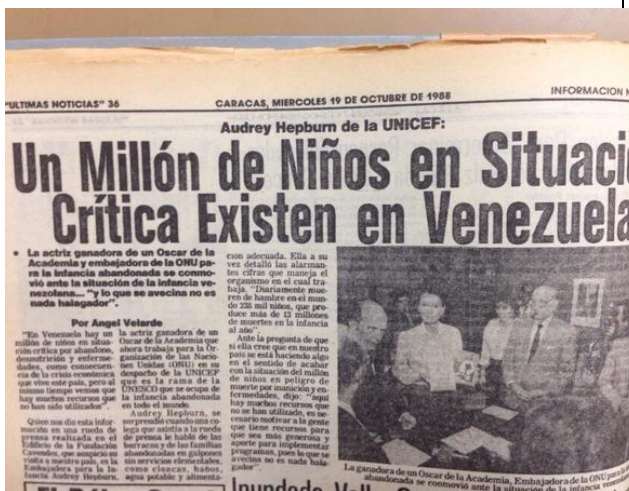 "ULTIMAS NOTICIAS" 36
CARACAS, MIERCOLES 19 DE OCTUBRE DE 1988
INFORMACION N
Audrey Hepburn de la UNICEF:
Un Millón de Niños en Situaci
Crítica Existen en Venezuela
• La actriz ganadora de un Oscar de la
Academia y embajadora de la ONU pa-
ra la infancia abandonada se conmo-
vió ante la situación de la infancia ve-
nezolana... "y lo que se avecina no es
nada halagador".
Por Angel Velarde
"En Venezuela hay un
millón de niños en situa-
ción crítica por abandono,
desnutrición y enferme-
dades, como consecuen-
cia de la crisis económica
que vive este país, pero al
mismo tiempo vemos que
hay muchos recursos que
no han sido utilizados".
Quien nos dio esta infor-
mación en una rueda de
prensa realizada en el
Edificio de la Fundación
Cavendes, que auspició su
visita a nuestro país, es la
Embajadora para la In-
fancia Audrey Hepburn,
la actriz ganadora de un
Oscar de la Academia que
ahora trabaja para la Or-
ganización de las Nacio-
nes Unidas (ONU) en su
despacho de la UNICEF
que es la rama de la
UNESCO que se ocupa de
la infancia abandonada
en todo el mundo.
Audrey Hepburn, se
sorprendió cuando una co-
lega que asistía a la rueda
de prensa le habló de las
barracas y de las familias
abandonadas en galpones
sin servicios elementales,
como cloacas, baños,
agua potable y alimenta-
ción adecuada. Ella a su
vez detalló las alarman-
tes cifras que maneja el
organismo en el cual tra-
baja. "Diariamente mue-
ren de hambre en el mun-
do 238 mil niños, que pro-
duce más de 13 millones
de muertes en la infancia
al año".
Ante la pregunta de que
si ella cree que en nuestro
país se está haciendo algo
en el sentido de acabar
con la situación del millón
de niños en peligro de
muerte por inanición y en-
fermedades, dijo: "aquí
hay muchos recursos que
no se han utilizado, es ne-
cesario motivar a la gente
que tiene recursos para
que sea más generosa y
aporte para implementar
programas, pues lo que se
avecina no es nada hala-
gador".
La ganadora de un Oscar de la Academia, Embajadora de la ONU para la
abandonada se conmovió ante la situación de la infancia
Inundado